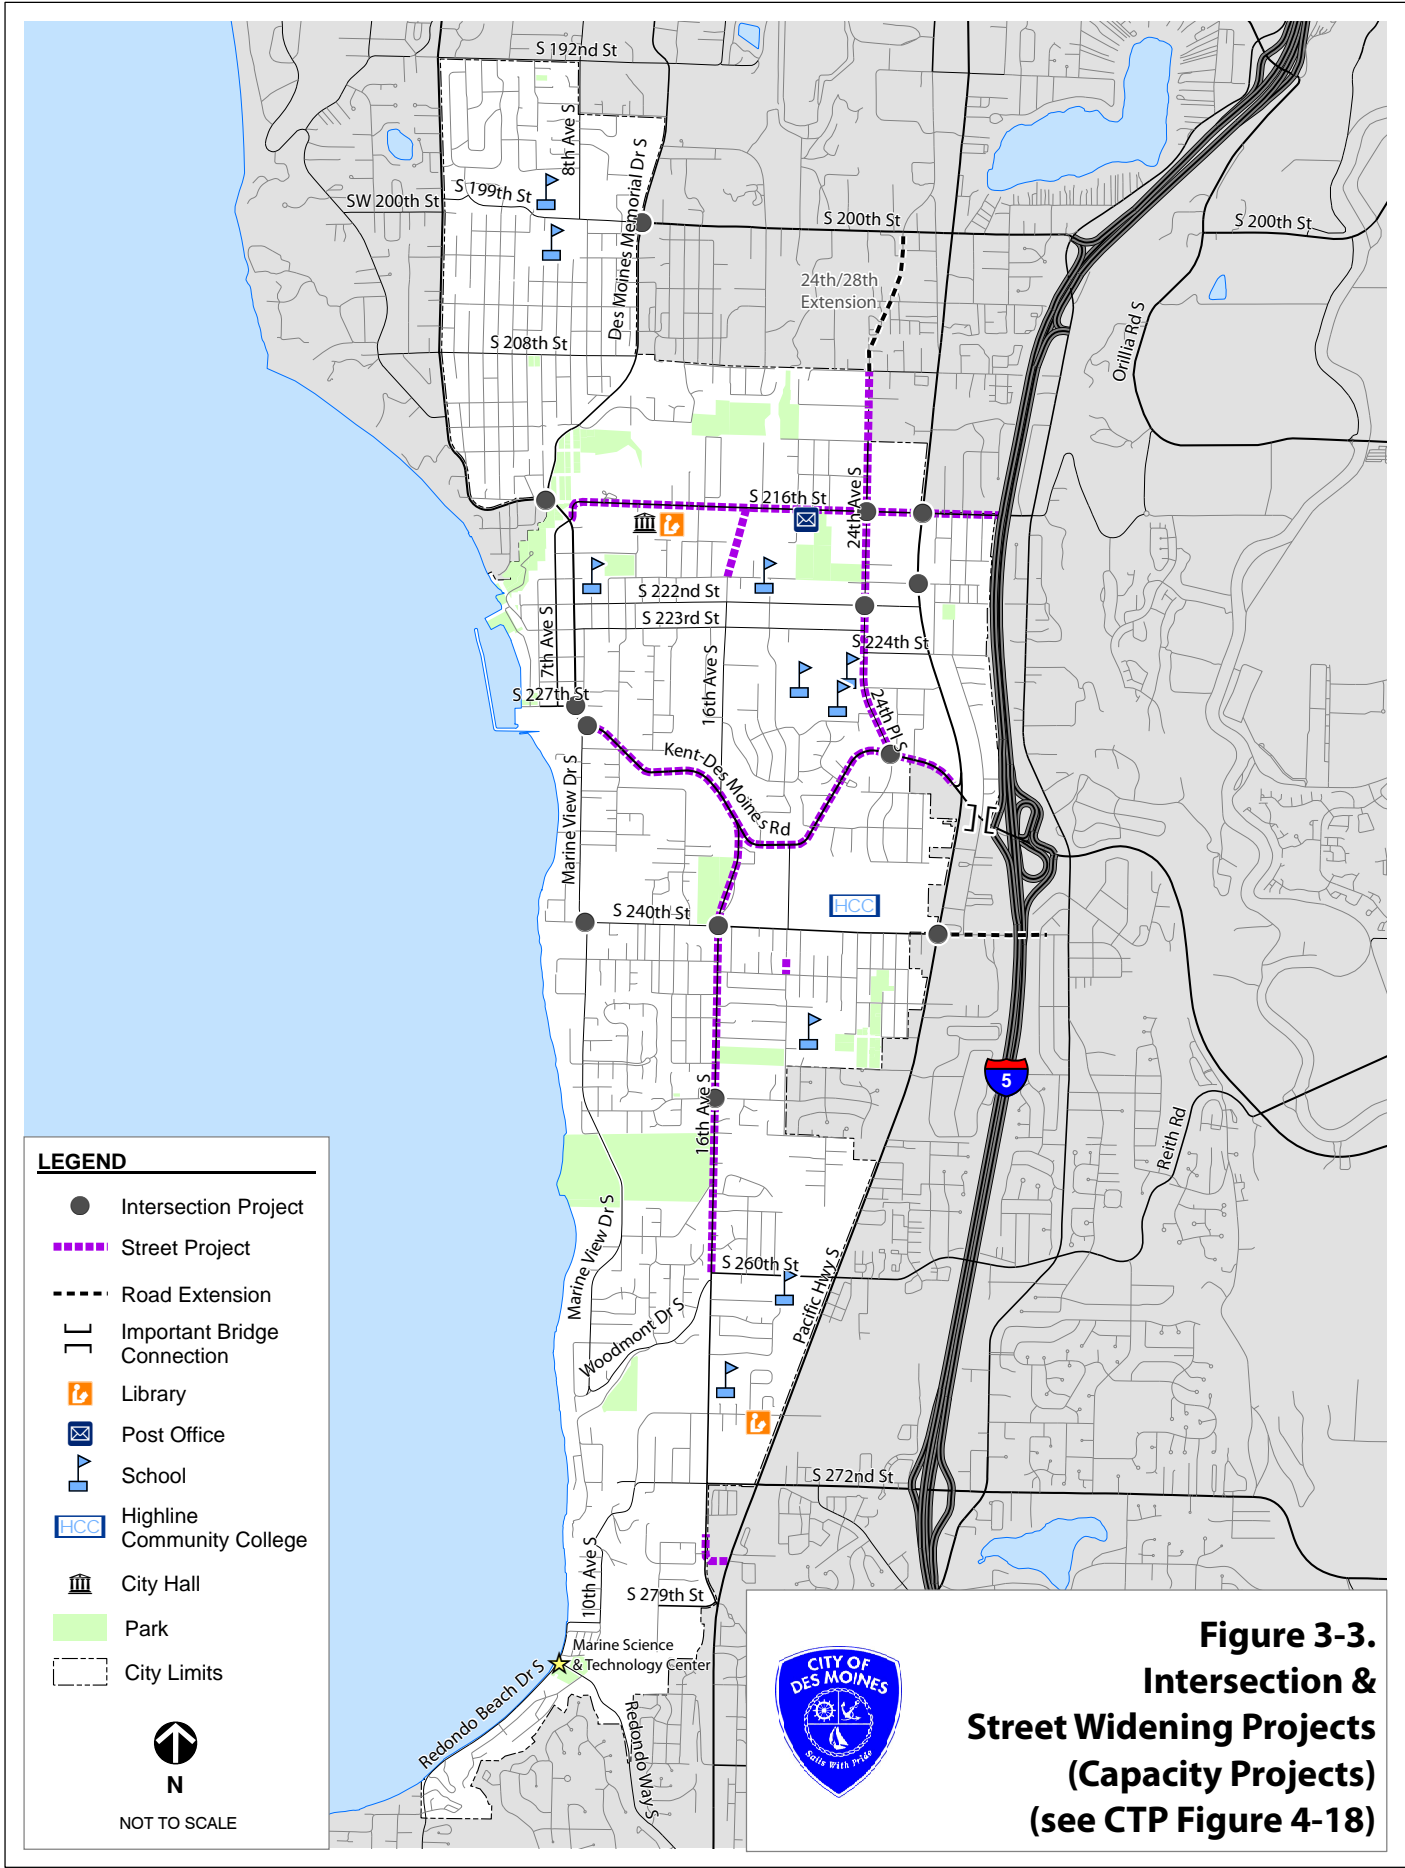 S 192nd St
8th Ave S
Des Moines Memorial Dr S
S 199th St
SW 200th St
S 200th St
S 200th St
24th/28th
Extension
Orillia Rd S
S 208th St
S 216th St
24th Ave S
S 222nd St
S 223rd St
7th Ave S
S 224th St
16th Ave S
S 227th St
24th Pl S
Kent-Des Moines Rd
Marine View Dr S
HCC
S 240th St
5
16th Ave S
Reith Rd
Marine View Dr S
S 260th St
Pacific Hwy S
Woodmont Dr S
S 272nd St
10th Ave S
S 279th St
Marine Science
& Technology Center
Redondo Beach Dr S
Redondo Way S
LEGEND
Intersection Project
Street Project
Road Extension
Important Bridge
Connection
Library
Post Office
School
HCC
Highline
Community College
City Hall
Park
City Limits
N
NOT TO SCALE
CITY OF
DES MOINES
Sails With Pride
Figure 3-3.
Intersection &
Street Widening Projects
(Capacity Projects)
(see CTP Figure 4-18)